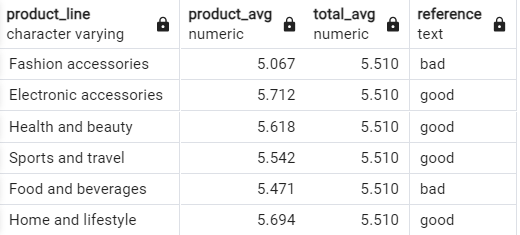 product_line product_avg total_avg reference
character varying numeric numeric text
Fashion accessories 5.067 5.510 bad
Electronic accessories 5.712 5.510 good
Health and beauty 5.618 5.510 good
Sports and travel 5.542 5.510 good
Food and beverages 5.471 5.510 bad
Home and lifestyle 5.694 5.510 good